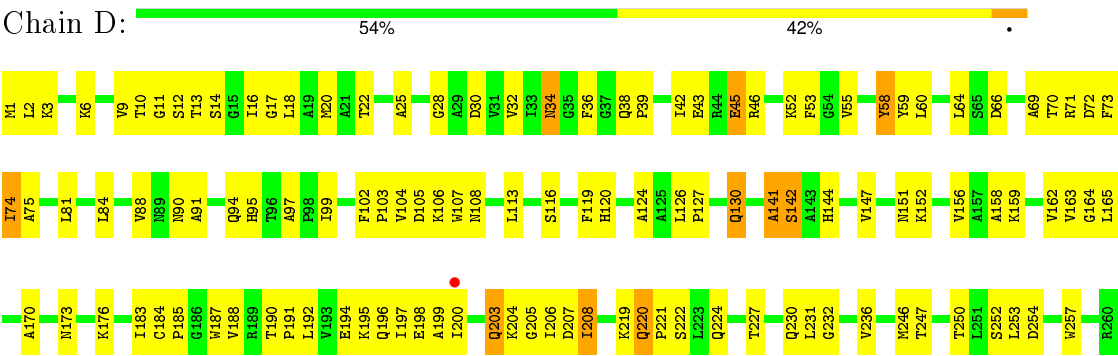 Chain D:
54% 42% •
M1 L2 K3 K6 V9 T10 G11 S12 T13 S14 G15 I16 G17 L18 A19 M20 A21 T22 A25 G28 A29 D30 V31 V32 I33 N34 G35 F36 G37 Q38 P39 I42 E43 R44 E45 R46 K52 F53 G54 V55 Y58 Y59 L60 L64 S65 D66 A69 T70 R71 D72 F73
I74 A75 L81 L84 V88 N89 N90 A91 Q94 H95 T96 A97 P98 I99 F102 P103 V104 D105 K106 W107 N108 L113 S116 F119 H120 A124 A125 L126 P127 Q130 A141 S142 A143 H144 V147 N151 K152 V156 A157 A158 K159 V162 V163 G164 L165
A170 N173 K176 I183 C184 P185 G186 W187 V188 R189 T190 P191 L192 V193 E194 K195 Q196 I197 E198 A199 I200 Q203 K204 G205 I206 D207 I208 K219 Q220 P221 S222 L223 Q224 T227 Q230 L231 G232 V236 M246 T247 T250 L251 S252 L253 D254 W257 R260